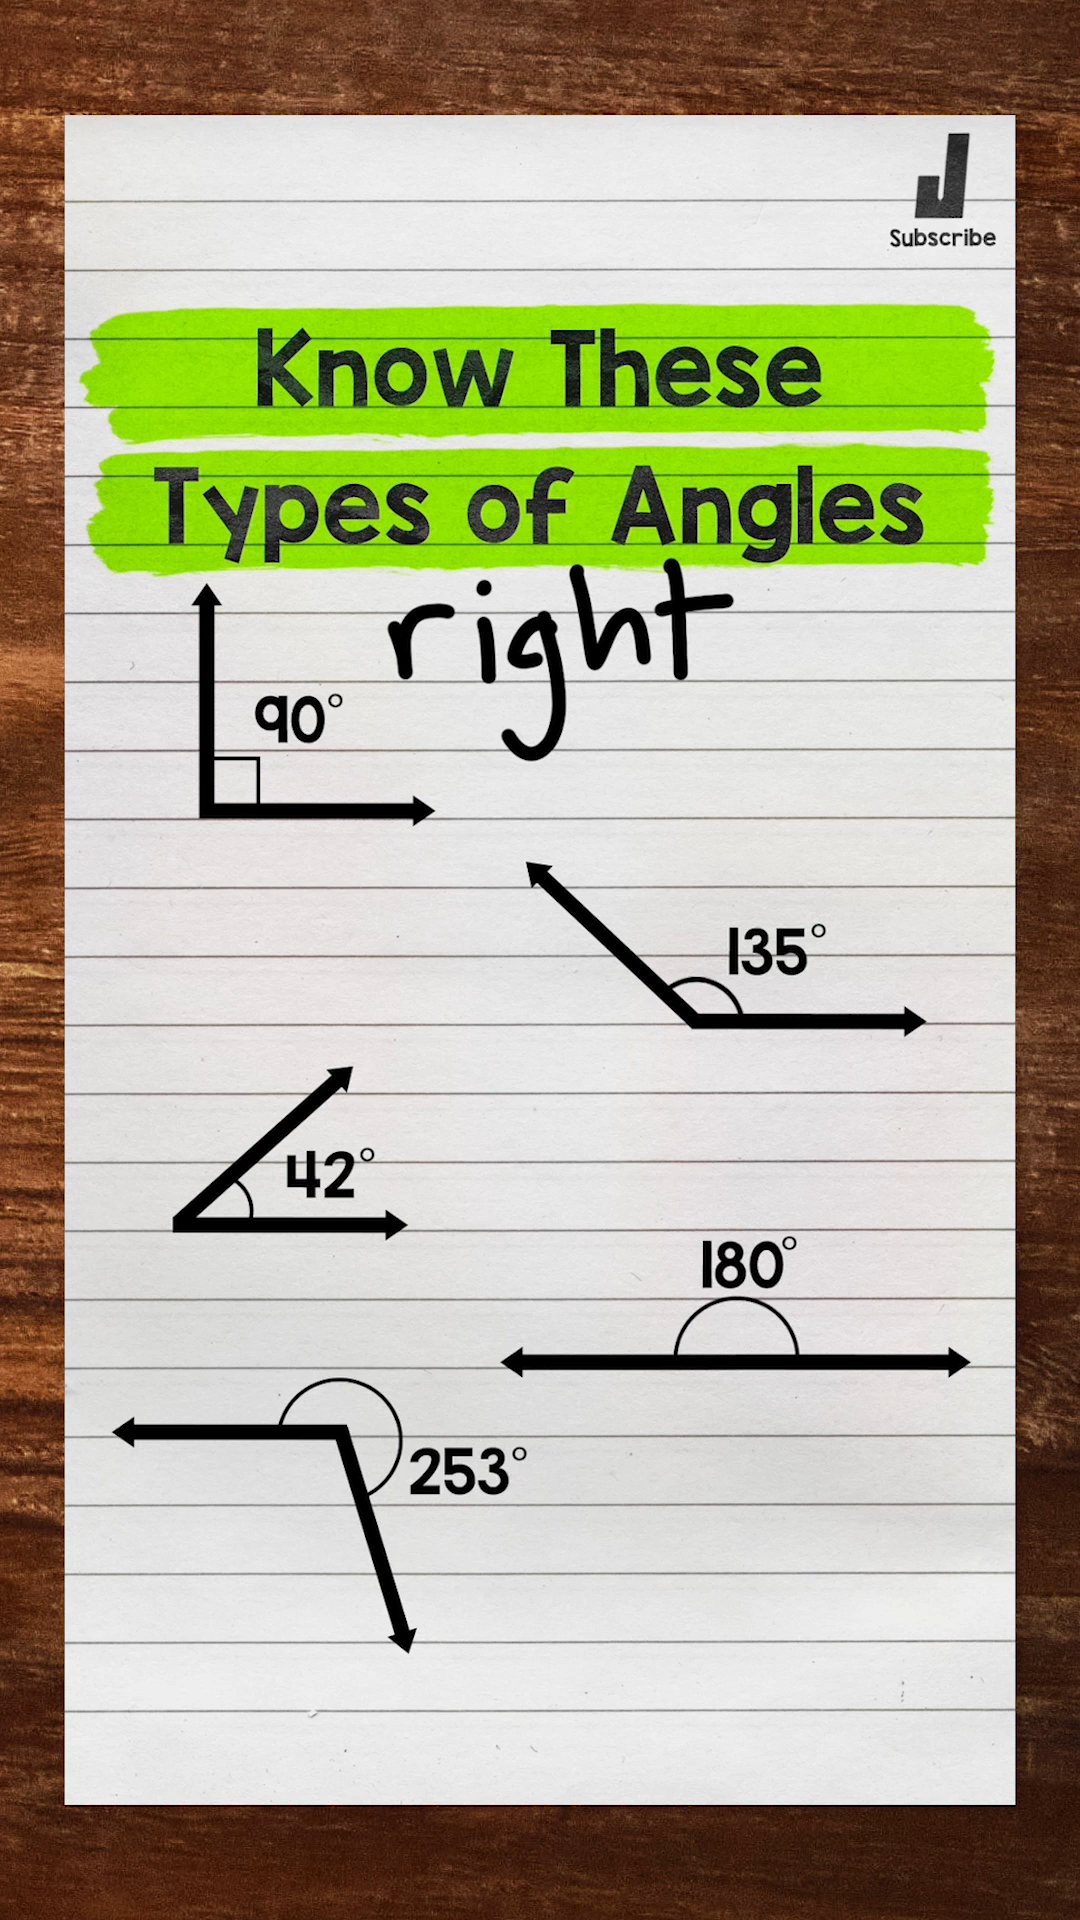 J
Subscribe
Know These
Types of Angles
right
90°
135°
42°
180°
253°